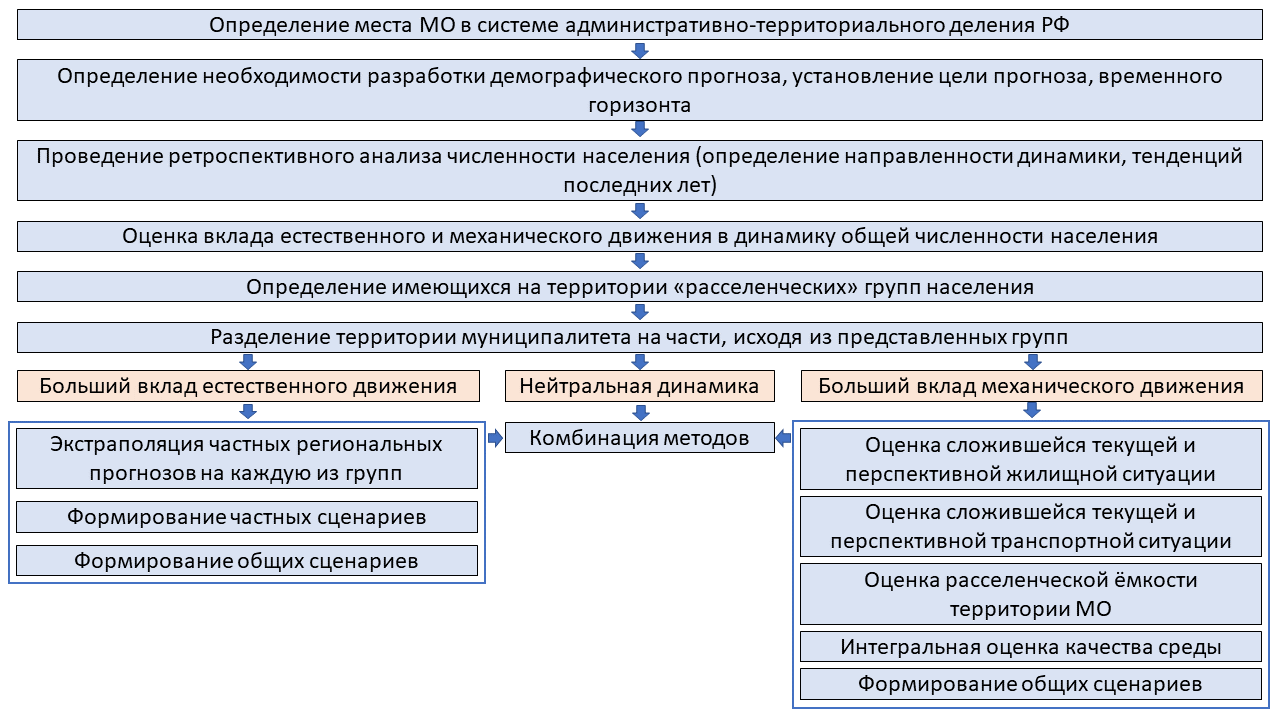 Определение места МО в системе административно-территориального деления РФ
Определение необходимости разработки демографического прогноза, установление цели прогноза, временного
горизонта
Проведение ретроспективного анализа численности населения (определение направленности динамики, тенденций
последних лет)
Оценка вклада естественного и механического движения в динамику общей численности населения
Определение имеющихся на территории «расселенческих» групп населения
Разделение территории муниципалитета на части, исходя из представленных групп
Больший вклад естественного движения
Экстраполяция частных региональных
прогнозов на каждую из групп
Формирование частных сценариев
Формирование общих сценариев
Нейтральная динамика
Комбинация методов
Больший вклад механического движения
Оценка сложившейся текущей и
перспективной жилищной ситуации
Оценка сложившейся текущей и
перспективной транспортной ситуации
Оценка расселенческой ёмкости
территории МО
Интегральная оценка качества среды
Формирование общих сценариев